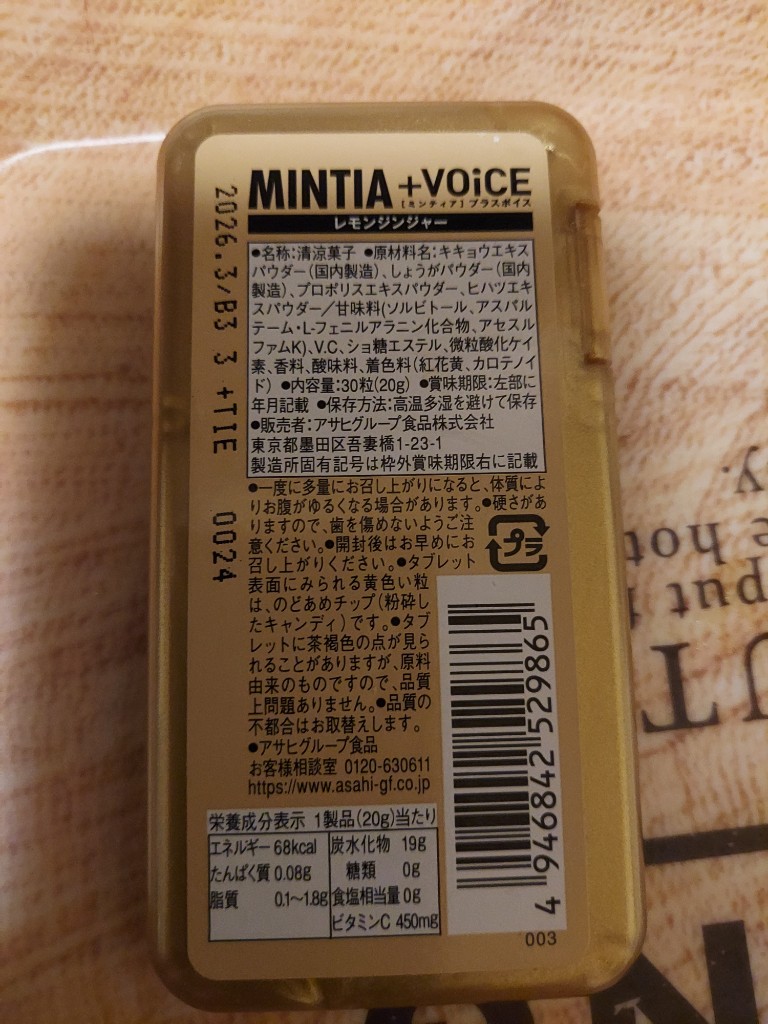 MINTIA +VOiCE
[ミンティア] プラスボイス
レモンジンジャー
●名称:清涼菓子 ●原材料名:キキョウエキス
パウダー(国内製造)、しょうがパウダー(国内
製造)、プロポリスエキスパウダー、ヒハツエキ
スパウダー/甘味料(ソルビトール、アスパル
テーム・L-フェニルアラニン化合物、アセスル
ファムK)、V.C、ショ糖エステル、微粒酸化ケイ
素、香料、酸味料、着色料(紅花黄、カロテノイ
ド) ●内容量:30粒(20g) ●賞味期限:左部に
年月記載 ●保存方法:高温多湿を避けて保存
●販売者:アサヒグループ食品株式会社
東京都墨田区吾妻橋1-23-1
製造所固有記号は枠外賞味期限右に記載
●一度に多量にお召し上がりになると、体質によ
りお腹がゆるくなる場合があります。●硬さがあ
りますので、歯を傷めないようご注
意ください。●開封後はお早めにお
召し上がりください。●タブレット
表面にみられる黄色い粒
は、のどあめチップ(粉砕し
たキャンディ)です。●タブ
レットに茶褐色の点が見ら
れることがありますが、原料
由来のものですので、品質
上問題ありません。●品質の
不都合はお取替えします。
●アサヒグループ食品
お客様相談室 0120-630611
https://www.asahi-gf.co.jp
プラ
栄養成分表示 1製品(20g)当たり
エネルギー 68kcal 炭水化物 19g
たんぱく質 0.08g 糖類 0g
脂質 0.1〜1.8g 食塩相当量 0g
ビタミンC 450mg
4 946842 529865
003
2026.3/B3 3 +TIE 0024
y.
e hot
put
UT